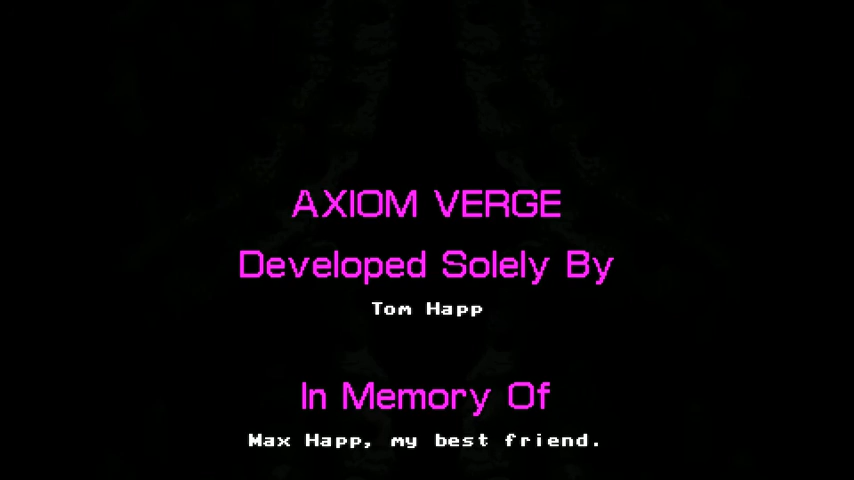 AXIOM VERGE
Developed Solely By
Tom Happ
In Memory Of
Max Happ, my best friend.